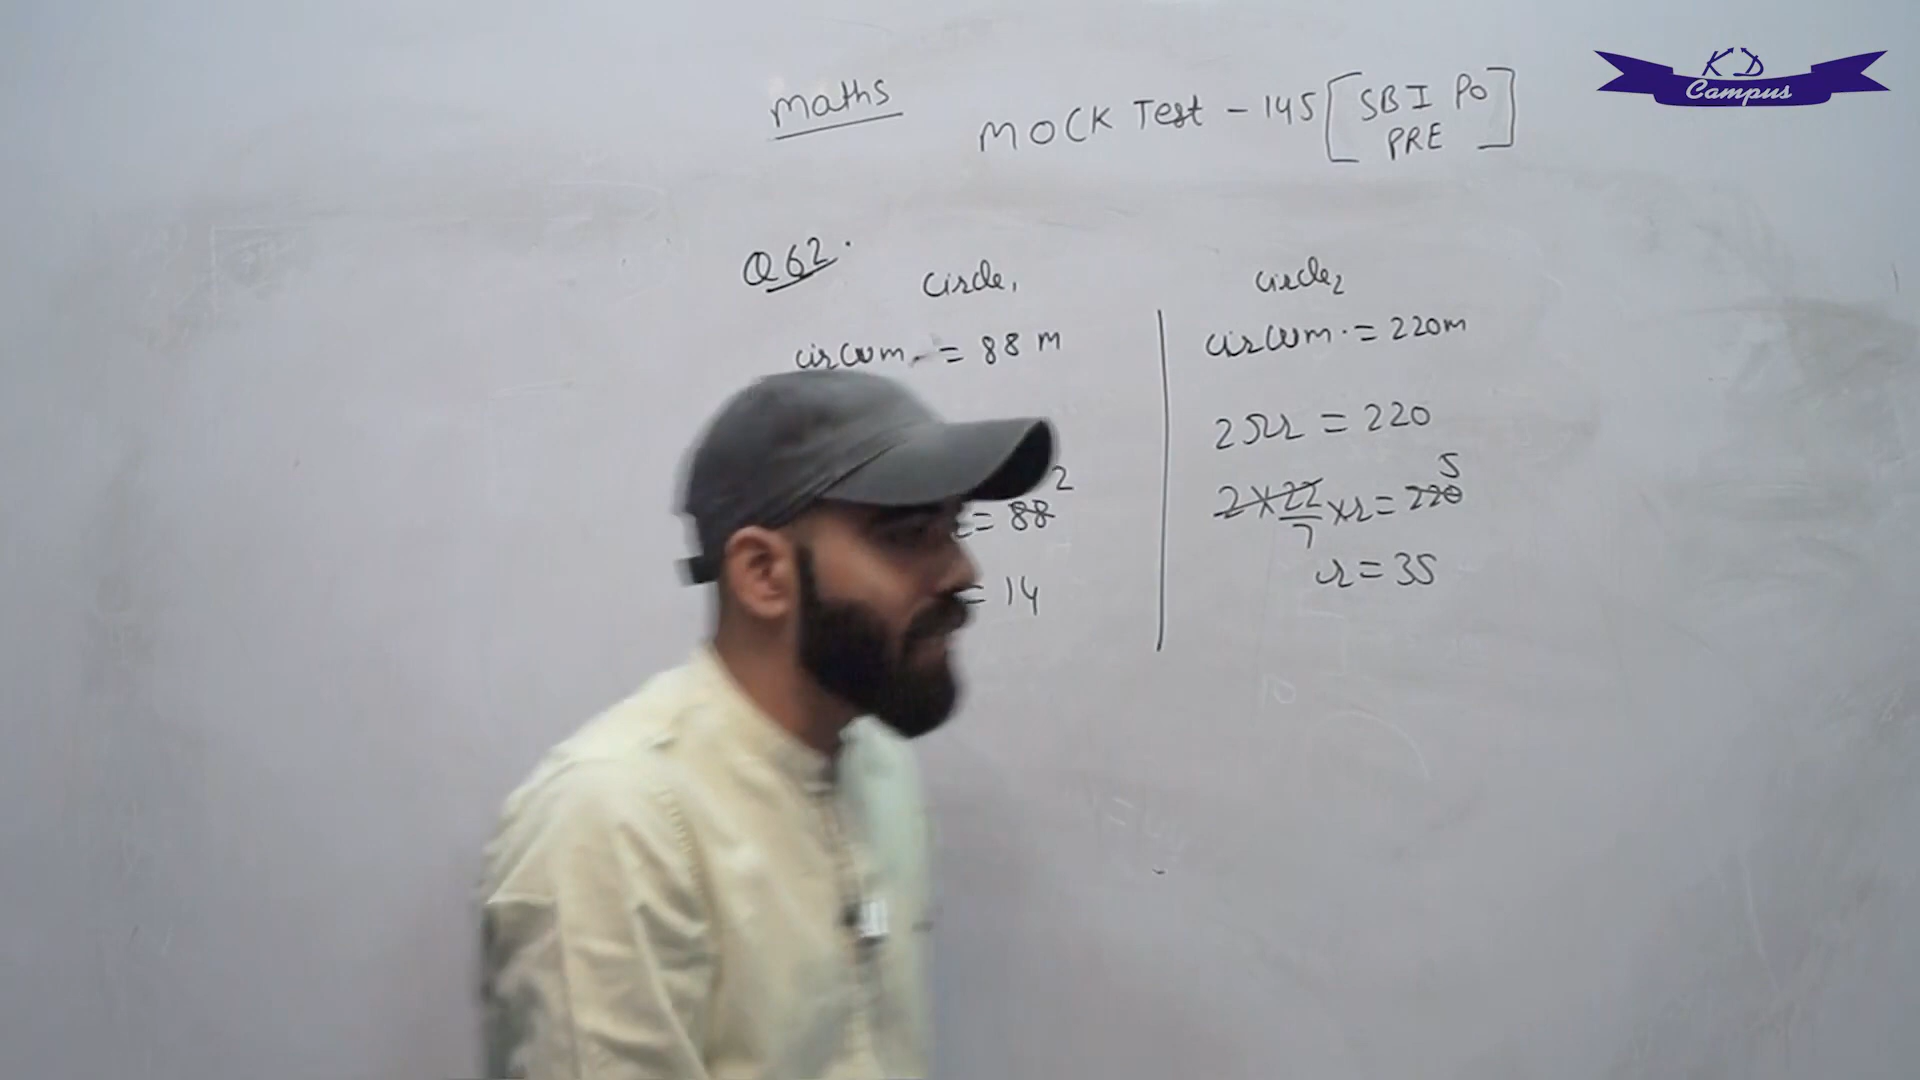 KD
Campus
Maths
MOCK Test - 145 [SBI PO
PRE]
Q62.
Circle₁
circum. = 88 m
= 88 2
= 14
circle₂
circum. = 220m
2πr = 220
2×22/7 ×r = 220 5
r = 35